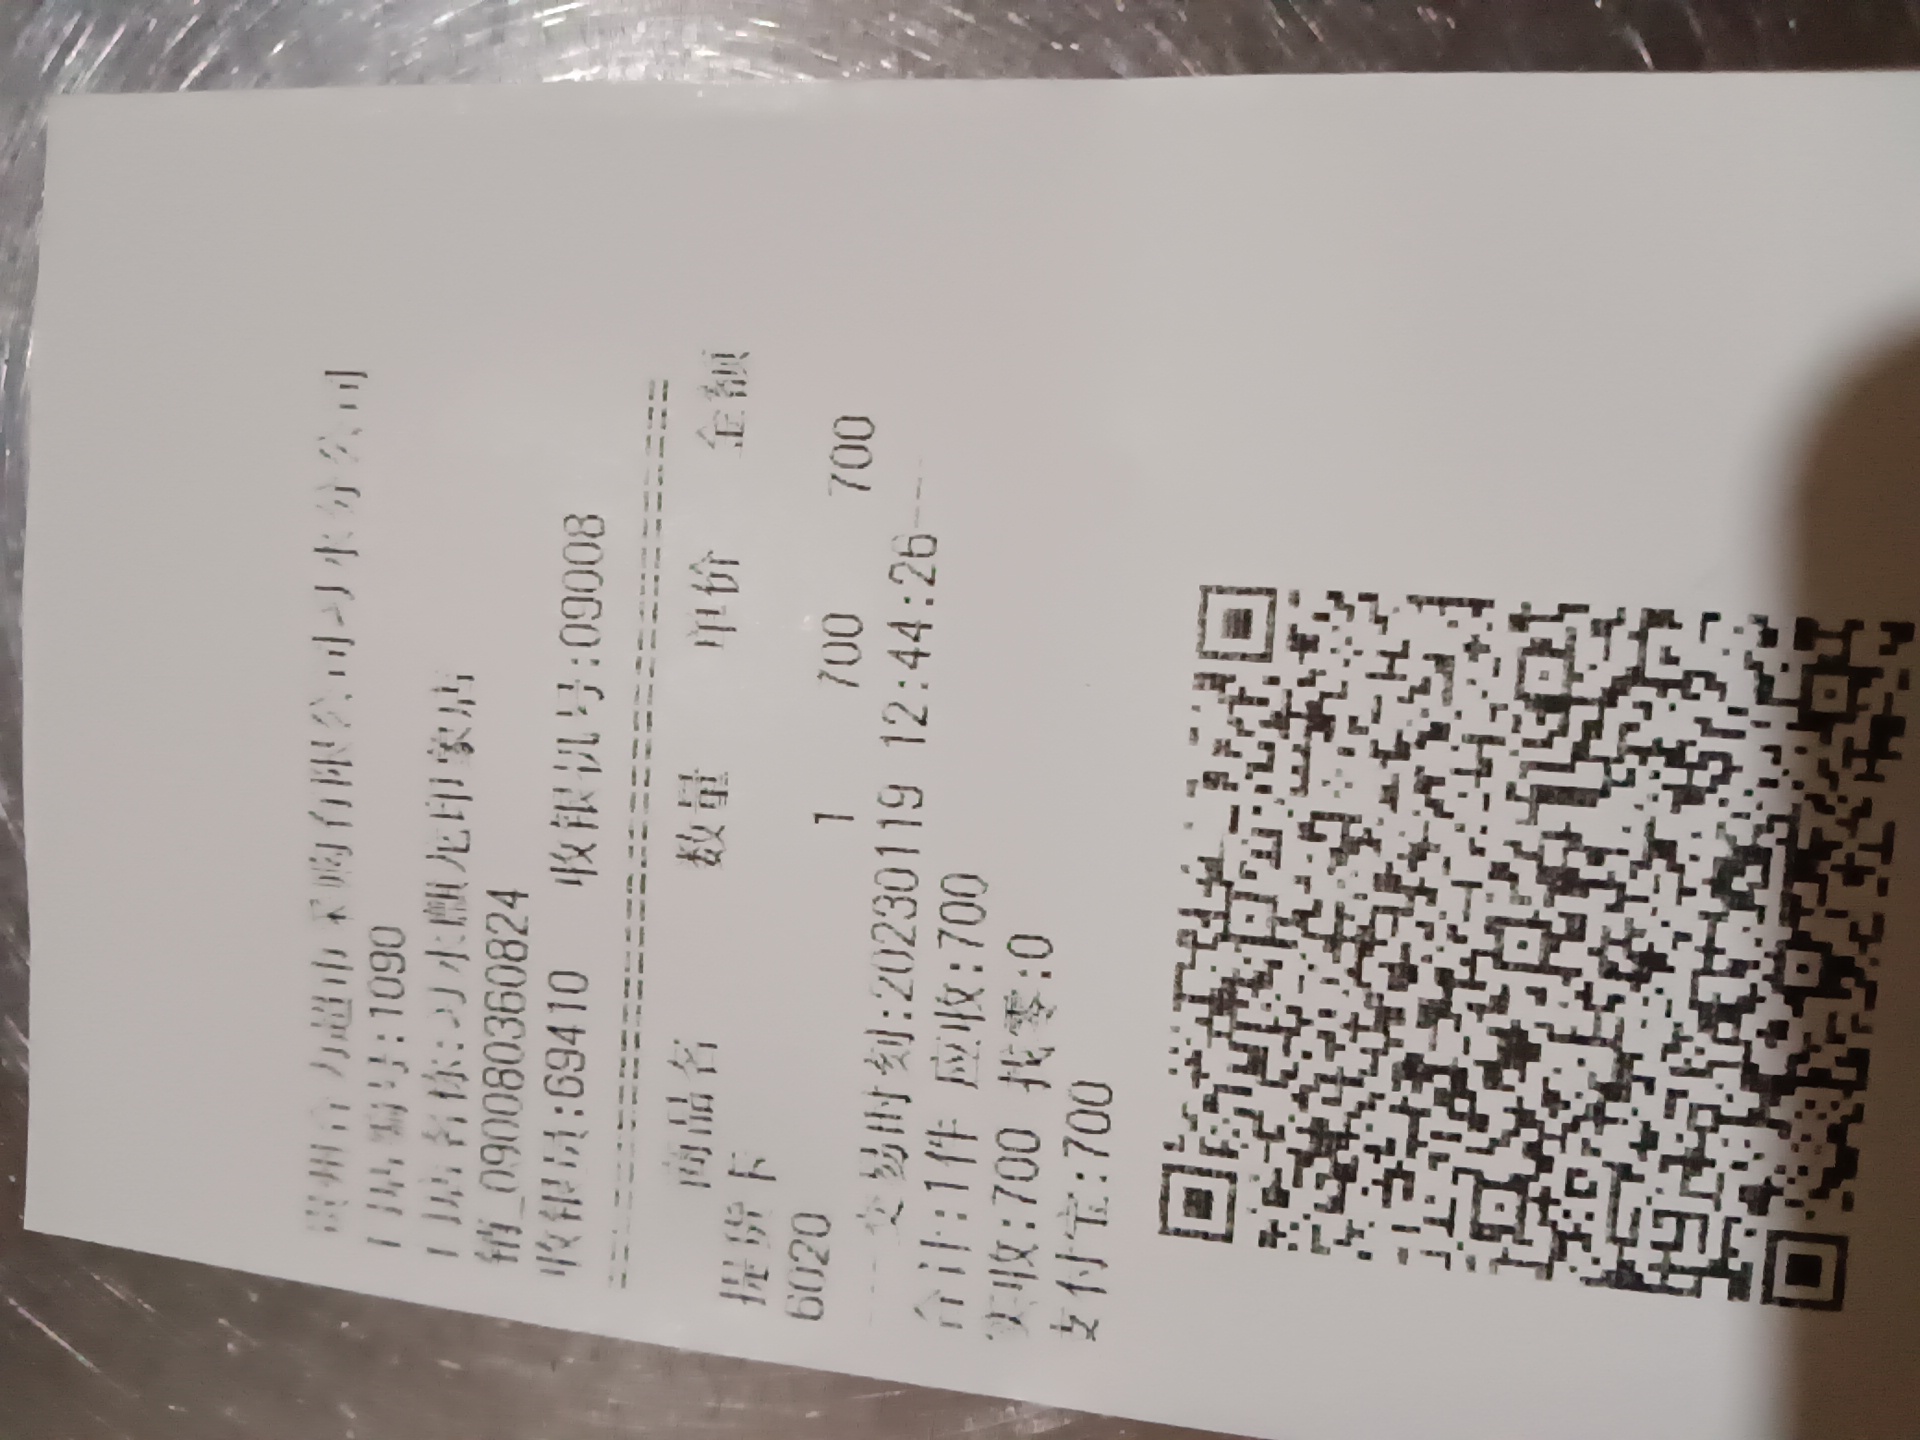 贵州合力超市采购有限公司习水分公司
门店编号:1090
门店名称:习水瓢龙印象店
销_090080360824
收银员:69410 收银机号:09008
================================
商品名 数量 单价 金额
提货卡
6020 1 700 700
----交易时刻:20230119 12:44:26----
合计:1件 应收:700
实收:700 找零:0
支付宝:700